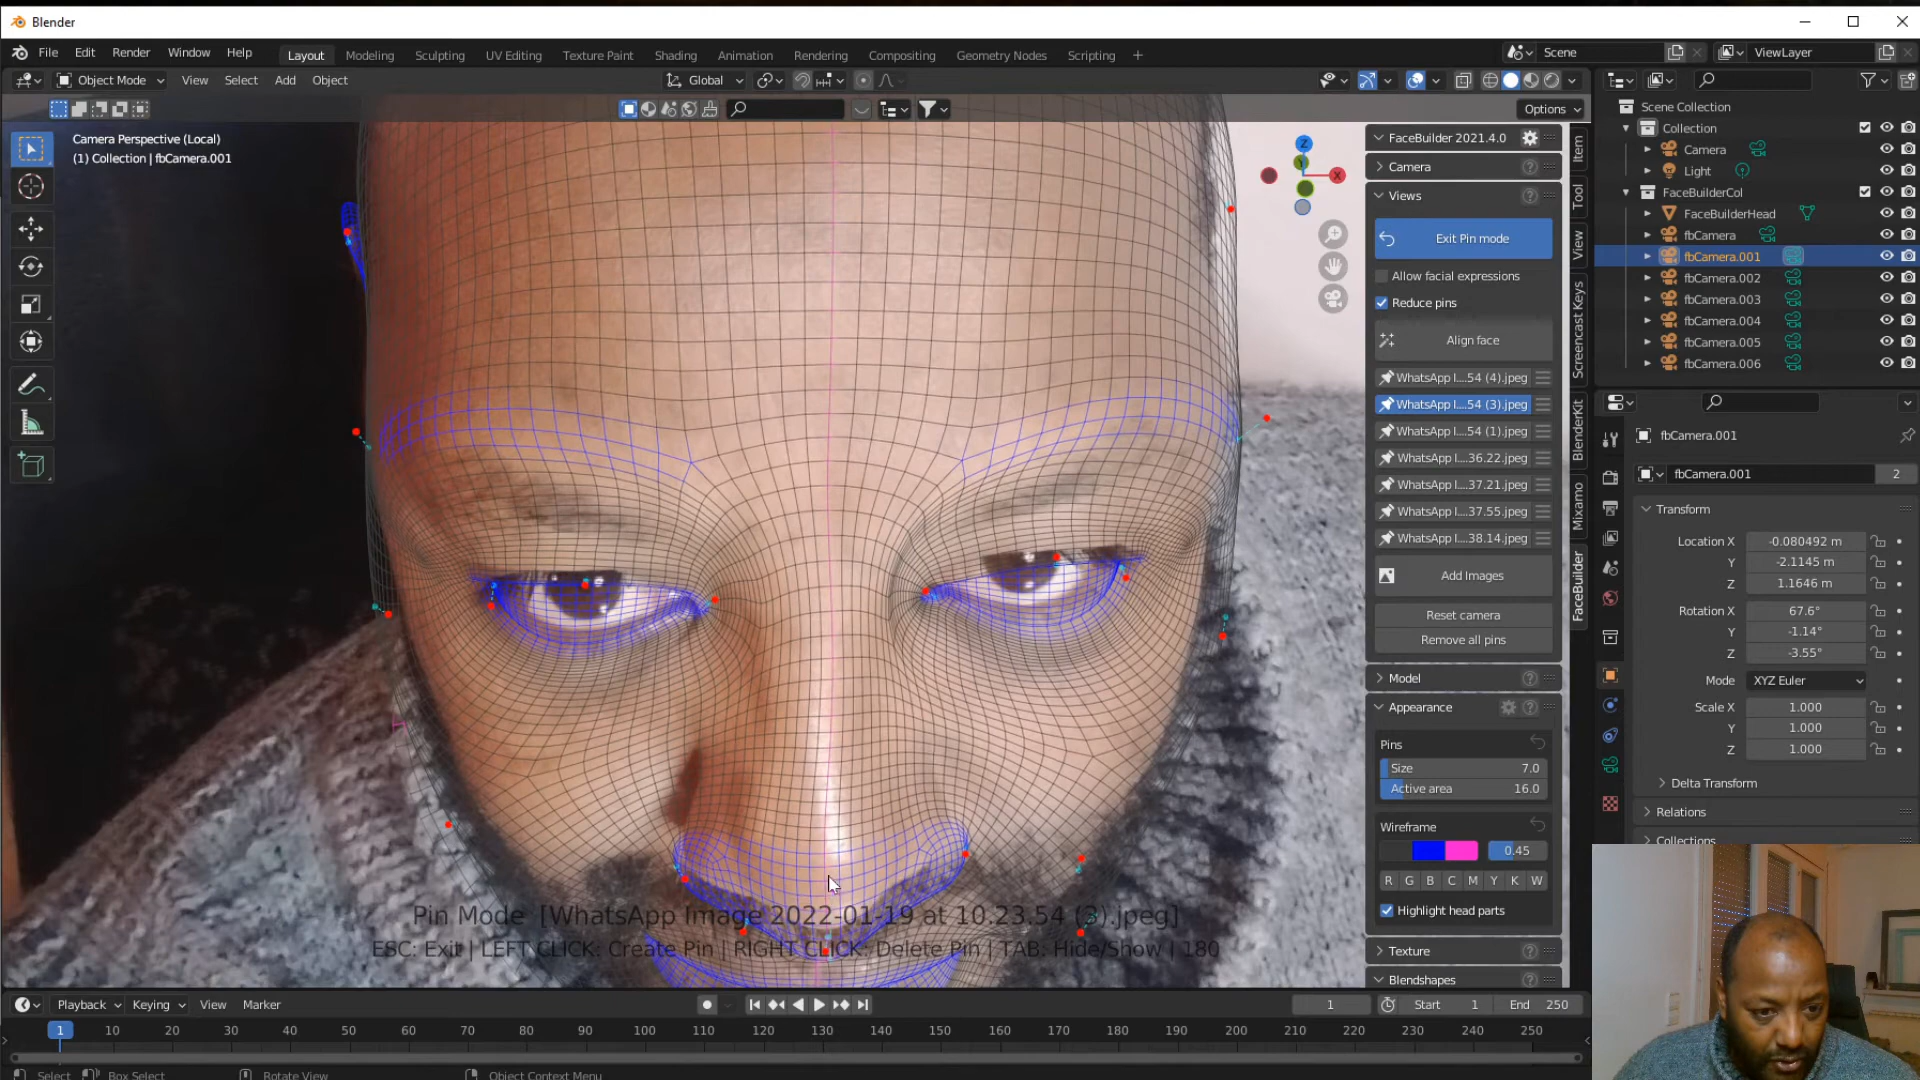 Blender
File Edit Render Window Help
Layout Modeling Sculpting UV Editing Texture Paint Shading Animation Rendering Compositing Geometry Nodes Scripting +
Scene
ViewLayer
Object Mode View Select Add Object
Global
Options
Camera Perspective (Local)
(1) Collection | fbCamera.001
Z
Y
X
FaceBuilder 2021.4.0
Camera
Views
Exit Pin mode
Allow facial expressions
Reduce pins
Align face
WhatsApp I....54 (4).jpeg
WhatsApp I....54 (3).jpeg
WhatsApp I....54 (1).jpeg
WhatsApp I....36.22.jpeg
WhatsApp I....37.21.jpeg
WhatsApp I....37.55.jpeg
WhatsApp I....38.14.jpeg
Add Images
Reset camera
Remove all pins
Model
Appearance
Pins
Size 7.0
Active area 16.0
Wireframe
0.45
R G B C M Y K W
Highlight head parts
Texture
Blendshapes
Item
Tool
View
Screencast Keys
BlenderKit
Mixamo
FaceBuilder
Scene Collection
Collection
Camera
Light
FaceBuilderCol
FaceBuilderHead
fbCamera
fbCamera.001
fbCamera.002
fbCamera.003
fbCamera.004
fbCamera.005
fbCamera.006
fbCamera.001
fbCamera.001 2
Transform
Location X -0.080492 m
Y -2.1145 m
Z 1.1646 m
Rotation X 67.6°
Y -1.14°
Z -3.55°
Mode XYZ Euler
Scale X 1.000
Y 1.000
Z 1.000
Delta Transform
Relations
Collections
Pin Mode [WhatsApp Image 2022-01-19 at 10.23.54 (3).jpeg]
ESC: Exit | LEFT CLICK: Create Pin | RIGHT CLICK: Delete Pin | TAB: Hide/Show | 180
Playback Keying View Marker
1 Start 1 End 250
1 10 20 30 40 50 60 70 80 90 100 110 120 130 140 150 160 170 180 190 200 210 220 230 240 250
Select Box Select Rotate View Object Context Menu